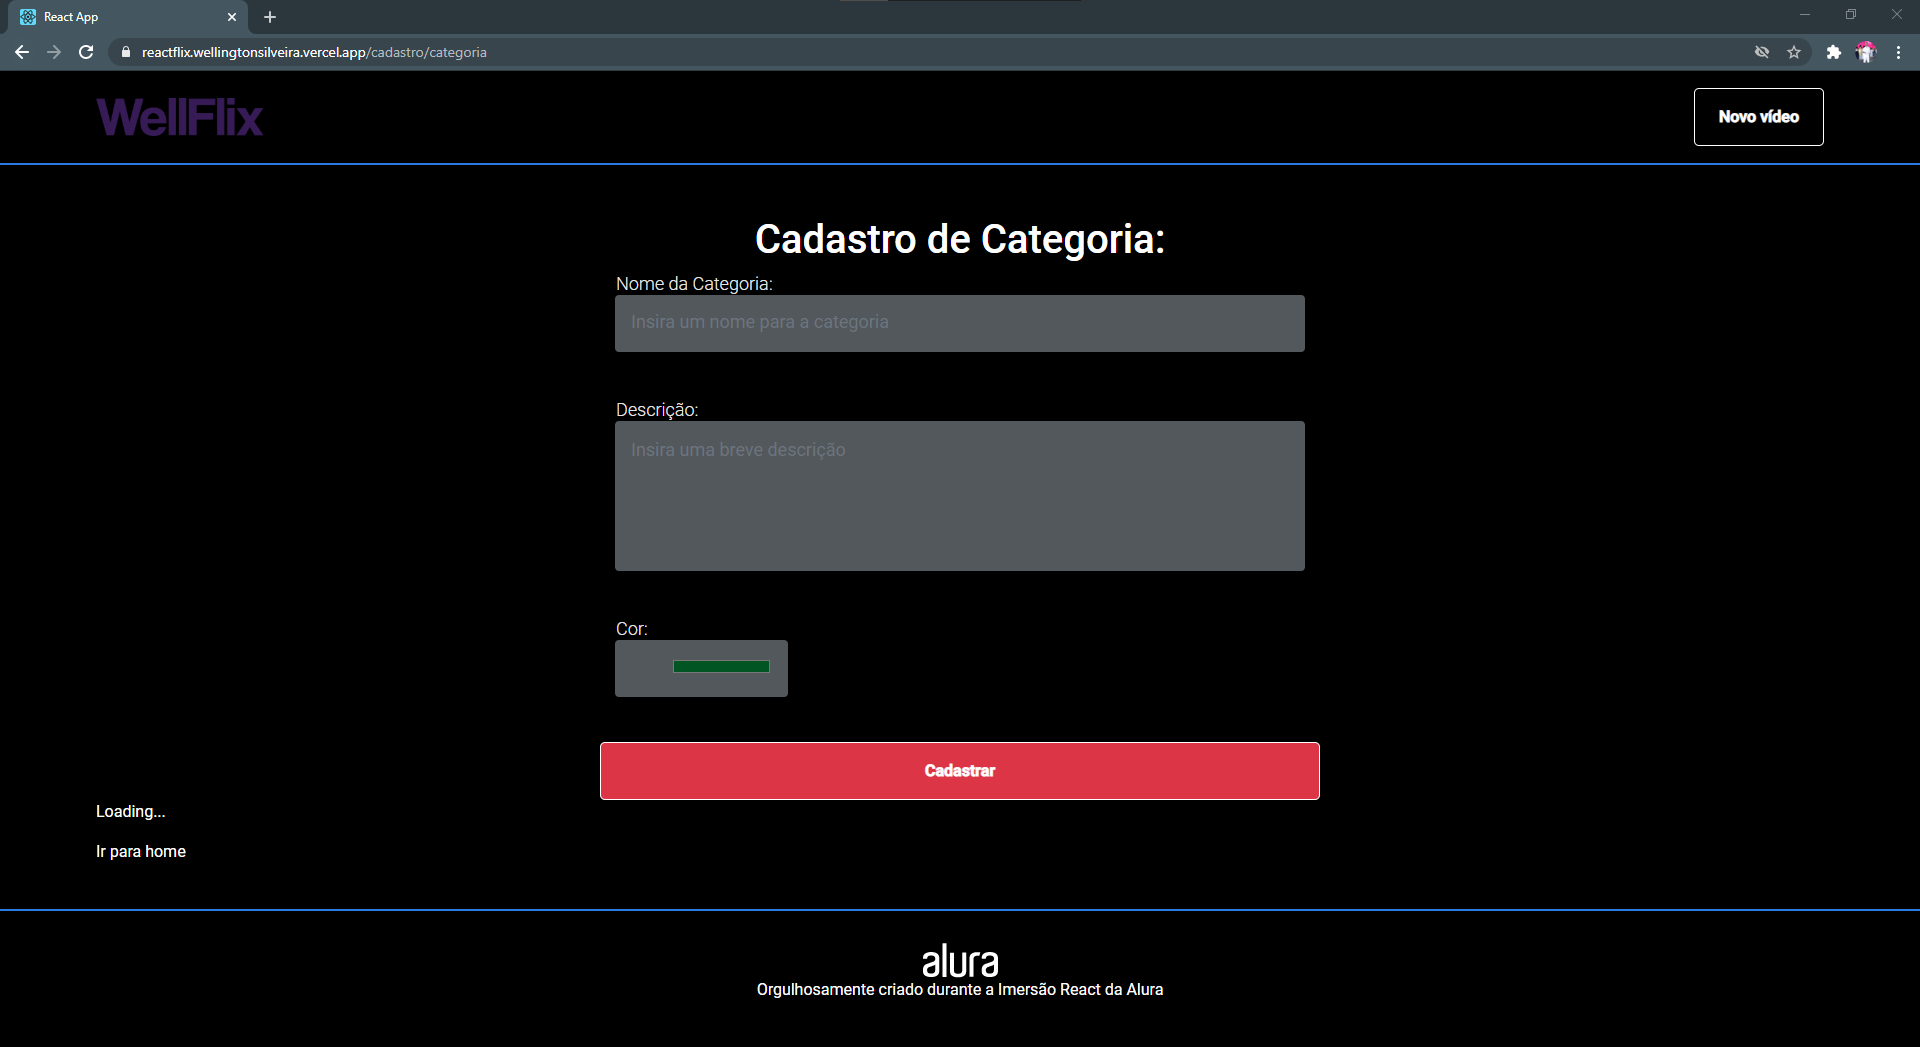 React App
reactflix.wellingtonsilveira.vercel.app/cadastro/categoria
WellFlix
Novo vídeo
Cadastro de Categoria:
Nome da Categoria:
Insira um nome para a categoria
Descrição:
Insira uma breve descrição
Cor:
Cadastrar
Loading...
Ir para home
alura
Orgulhosamente criado durante a Imersão React da Alura